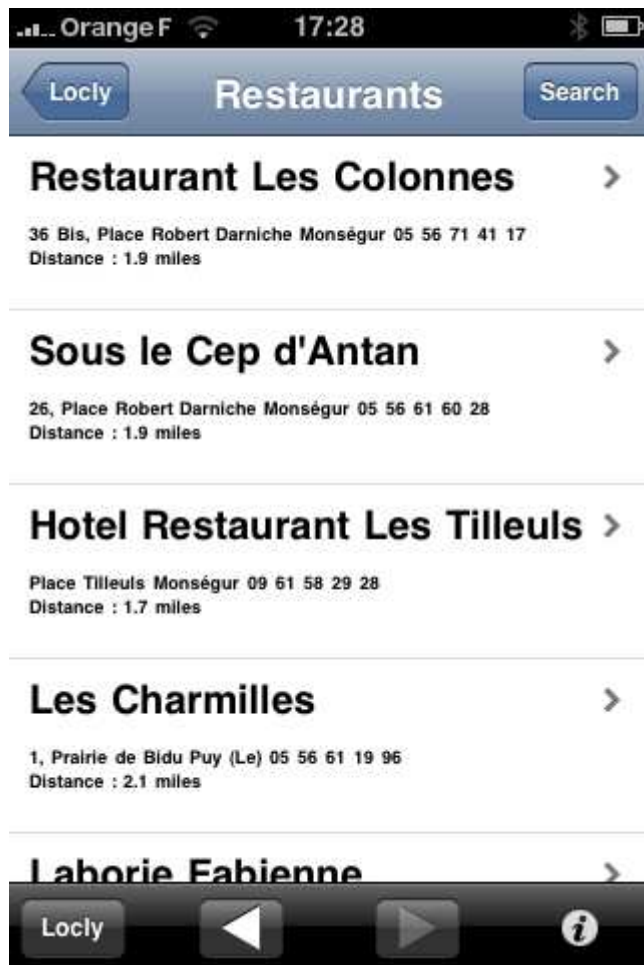 Orange F 17:28
Locly Restaurants Search
Restaurant Les Colonnes
36 Bis, Place Robert Darniche Monségur 05 56 71 41 17
Distance : 1.9 miles
Sous le Cep d'Antan
26, Place Robert Darniche Monségur 05 56 61 60 28
Distance : 1.9 miles
Hotel Restaurant Les Tilleuls
Place Tilleuls Monségur 09 61 58 29 28
Distance : 1.7 miles
Les Charmilles
1, Prairie de Bidu Puy (Le) 05 56 61 19 96
Distance : 2.1 miles
Laborie Fabienne
Locly i